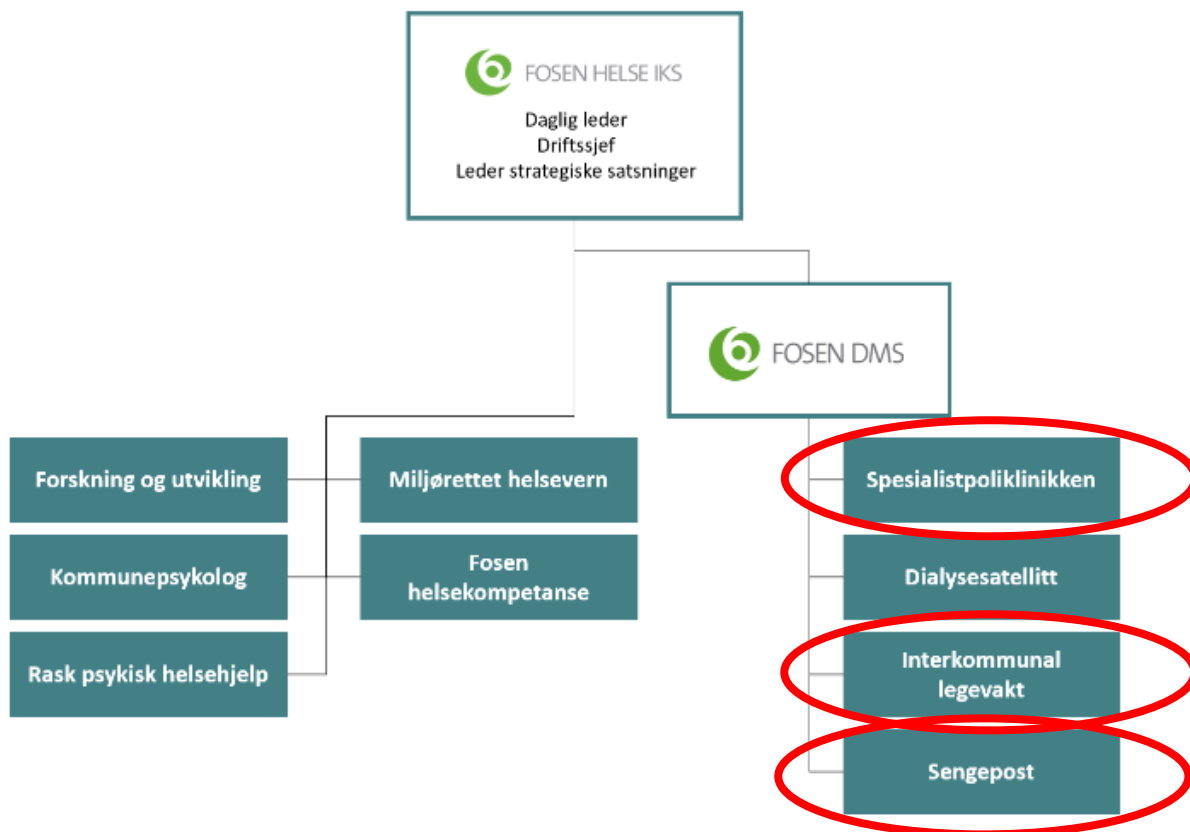 FOSEN HELSE IKS
Daglig leder
Driftssjef
Leder strategiske satsninger
FOSEN DMS
Forskning og utvikling
Miljørettet helsevern
Spesialistpoliklinikken
Kommunepsykolog
Fosen
helsekompetanse
Dialysesatellitt
Rask psykisk helsehjelp
Interkommunal
legevakt
Sengepost